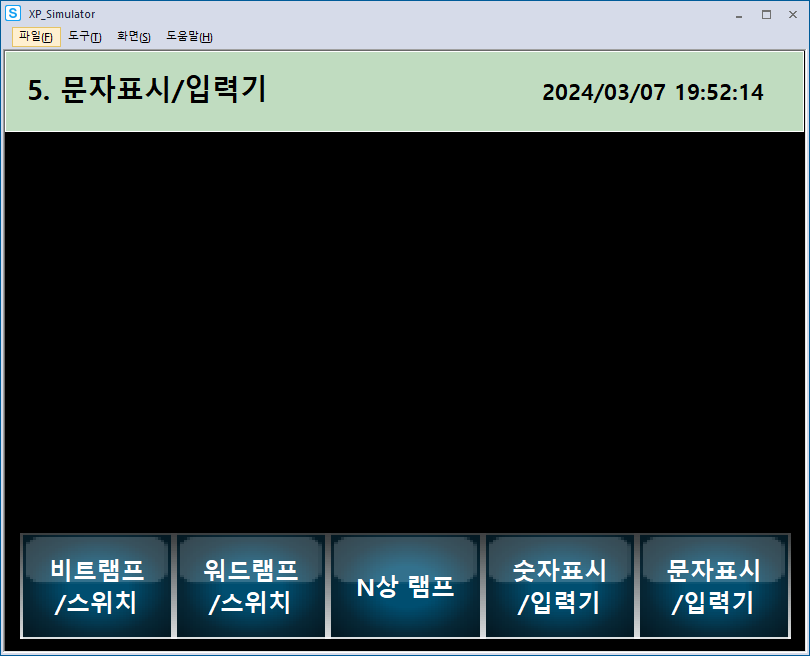 S XP_Simulator
파일(F) 도구(T) 화면(S) 도움말(H)
5. 문자표시/입력기
2024/03/07 19:52:14
비트램프
/스위치
워드램프
/스위치
N상 램프
숫자표시
/입력기
문자표시
/입력기